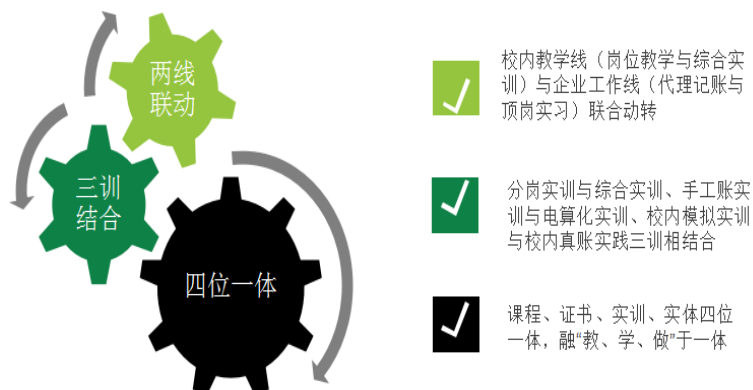 两线
联动
三训
结合
四位一体
校内教学线（岗位教学与综合实
训）与企业工作线（代理记账与
顶岗实习）联合动转
分岗实训与综合实训、手工账实
训与电算化实训、校内模拟实训
与校内真账实践三训相结合
课程、证书、实训、实体四位
一体，融“教、学、做”于一体